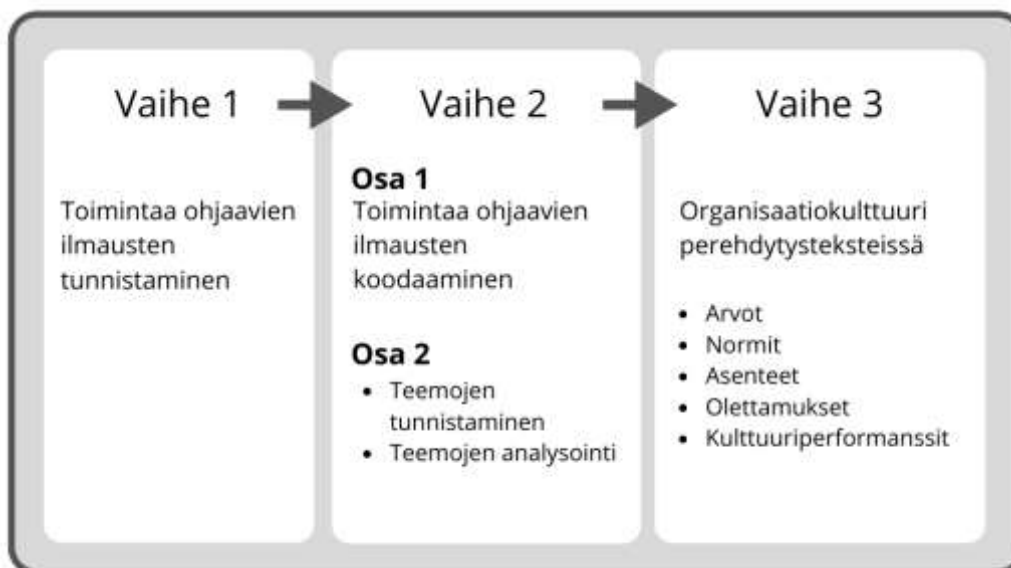 Vaihe 1
Toimintaa ohjaavien
ilmausten
tunnistaminen
Vaihe 2
Osa 1
Toimintaa ohjaavien
ilmausten
koodaaminen
Osa 2
• Teemojen
tunnistaminen
• Teemojen analysointi
Vaihe 3
Organisaatiokulttuuri
perehdytysteksteissä
• Arvot
• Normit
• Asenteet
• Olettamukset
• Kulttuuriperformanssit